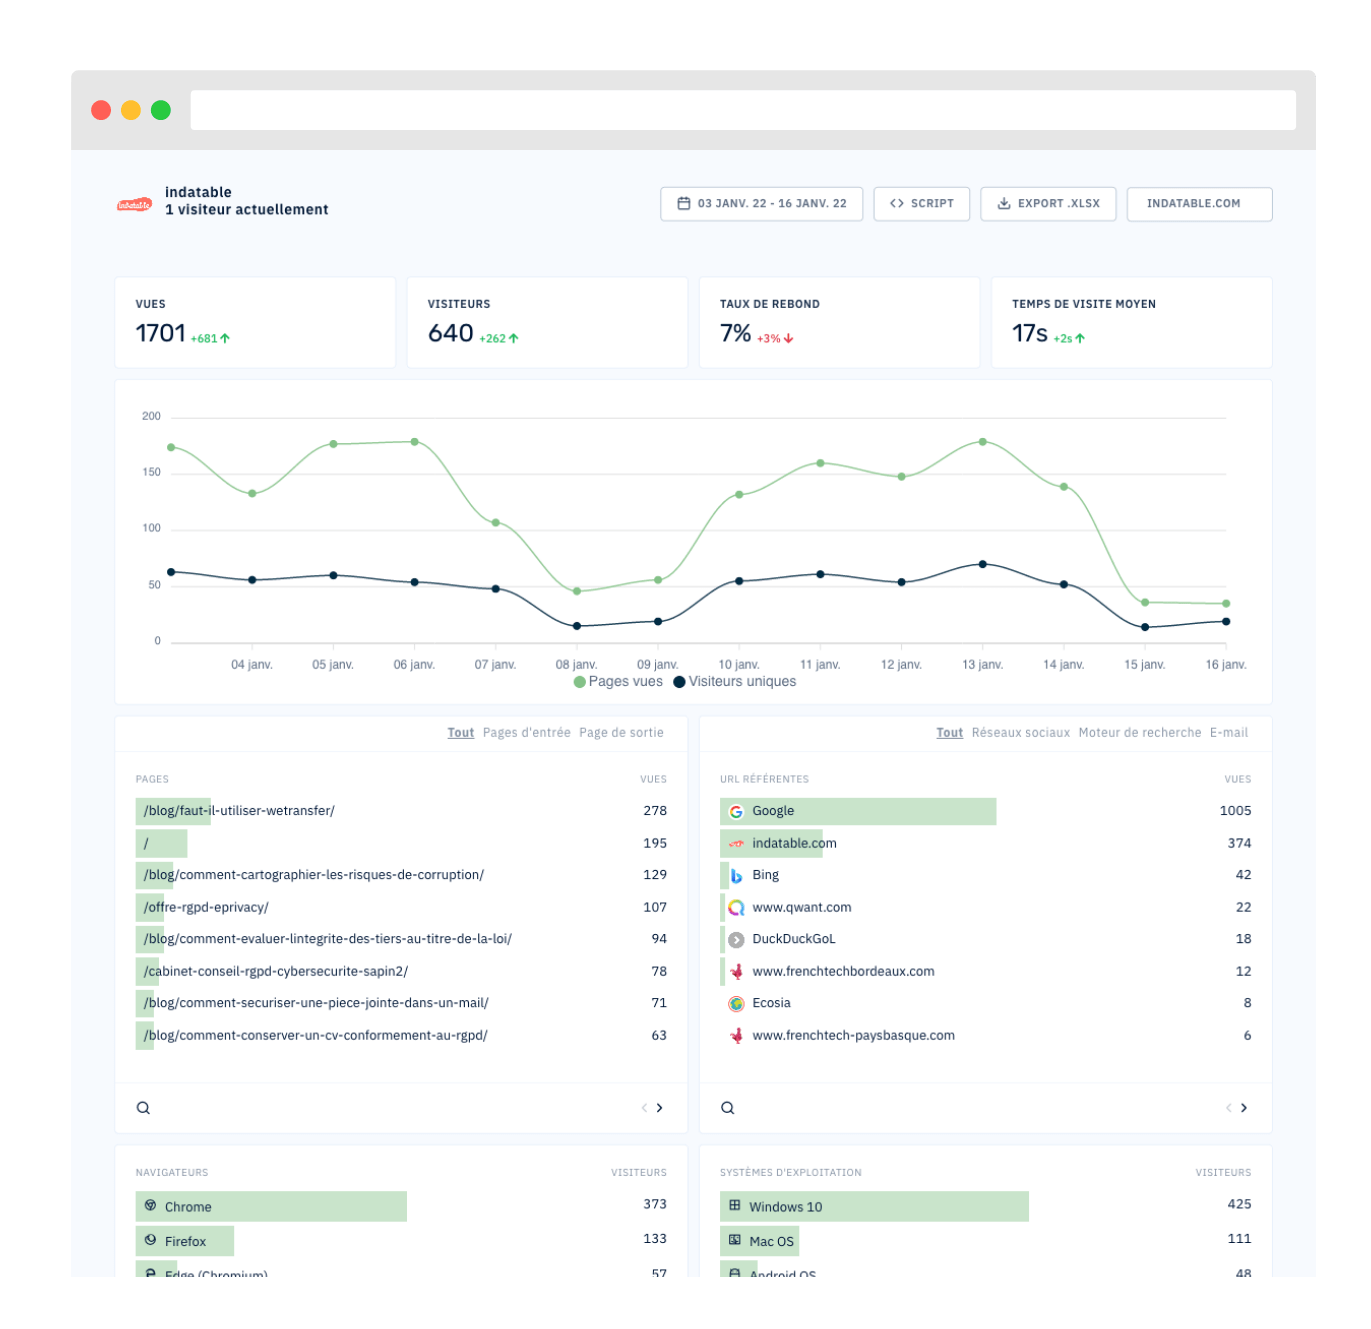 indatable
1 visiteur actuellement
03 JANV. 22 - 16 JANV. 22
SCRIPT
EXPORT .XLSX
INDATABLE.COM
VUES
1701 +681
VISITEURS
640 +262
TAUX DE REBOND
7% +3%
TEMPS DE VISITE MOYEN
17s +2s
200
150
100
50
0
04 janv. 05 janv. 06 janv. 07 janv. 08 janv. 09 janv. 10 janv. 11 janv. 12 janv. 13 janv. 14 janv. 15 janv. 16 janv.
Pages vues Visiteurs uniques
Tout Pages d'entrée Page de sortie
PAGES VUES
/blog/faut-il-utiliser-wetransfer/ 278
/ 195
/blog/comment-cartographier-les-risques-de-corruption/ 129
/offre-rgpd-eprivacy/ 107
/blog/comment-evaluer-lintegrite-des-tiers-au-titre-de-la-loi/ 94
/cabinet-conseil-rgpd-cybersecurite-sapin2/ 78
/blog/comment-securiser-une-piece-jointe-dans-un-mail/ 71
/blog/comment-conserver-un-cv-conformement-au-rgpd/ 63
Tout Réseaux sociaux Moteur de recherche E-mail
URL RÉFÉRENTES VUES
Google 1005
indatable.com 374
Bing 42
www.qwant.com 22
DuckDuckGoL 18
www.frenchtechbordeaux.com 12
Ecosia 8
www.frenchtech-paysbasque.com 6
NAVIGATEURS VISITEURS
Chrome 373
Firefox 133
Edge (Chromium) 57
SYSTÈMES D'EXPLOITATION VISITEURS
Windows 10 425
Mac OS 111
Android OS 48